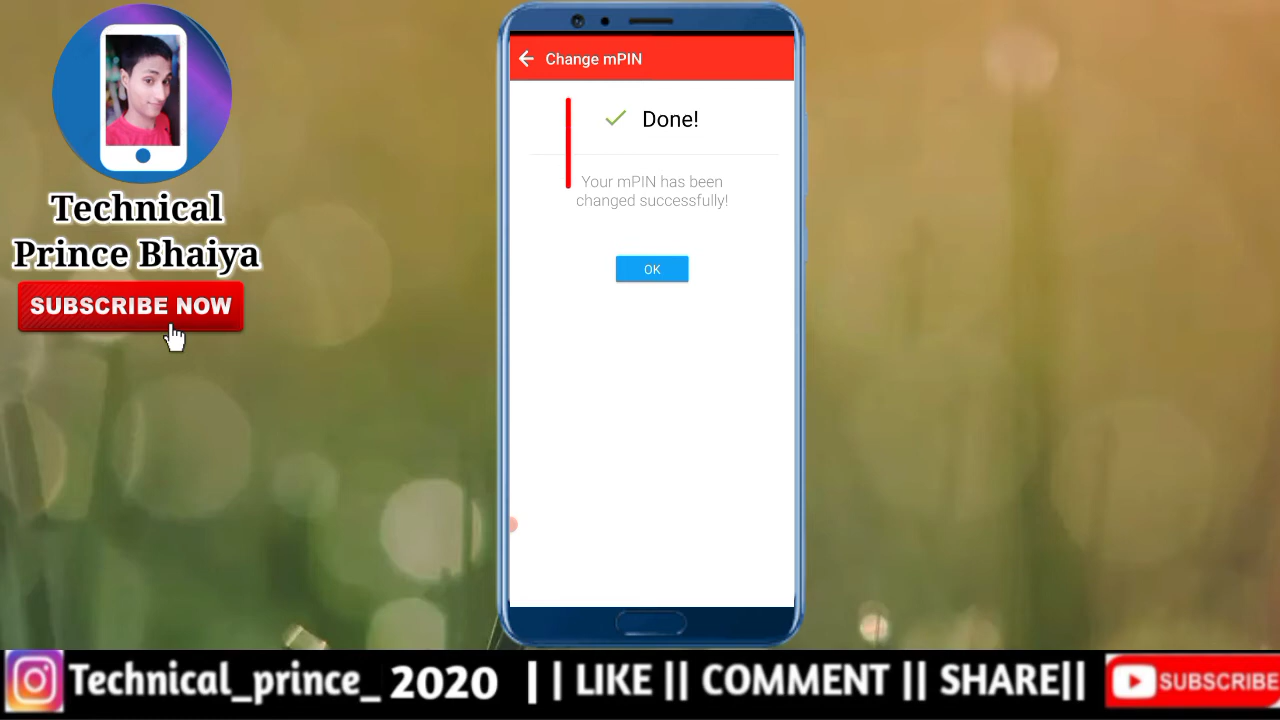 Technical
Prince Bhaiya
SUBSCRIBE NOW
Change mPIN
Done!
Your mPIN has been
changed successfully!
OK
Technical_prince_ 2020 || LIKE || COMMENT || SHARE|| SUBSCRIBE